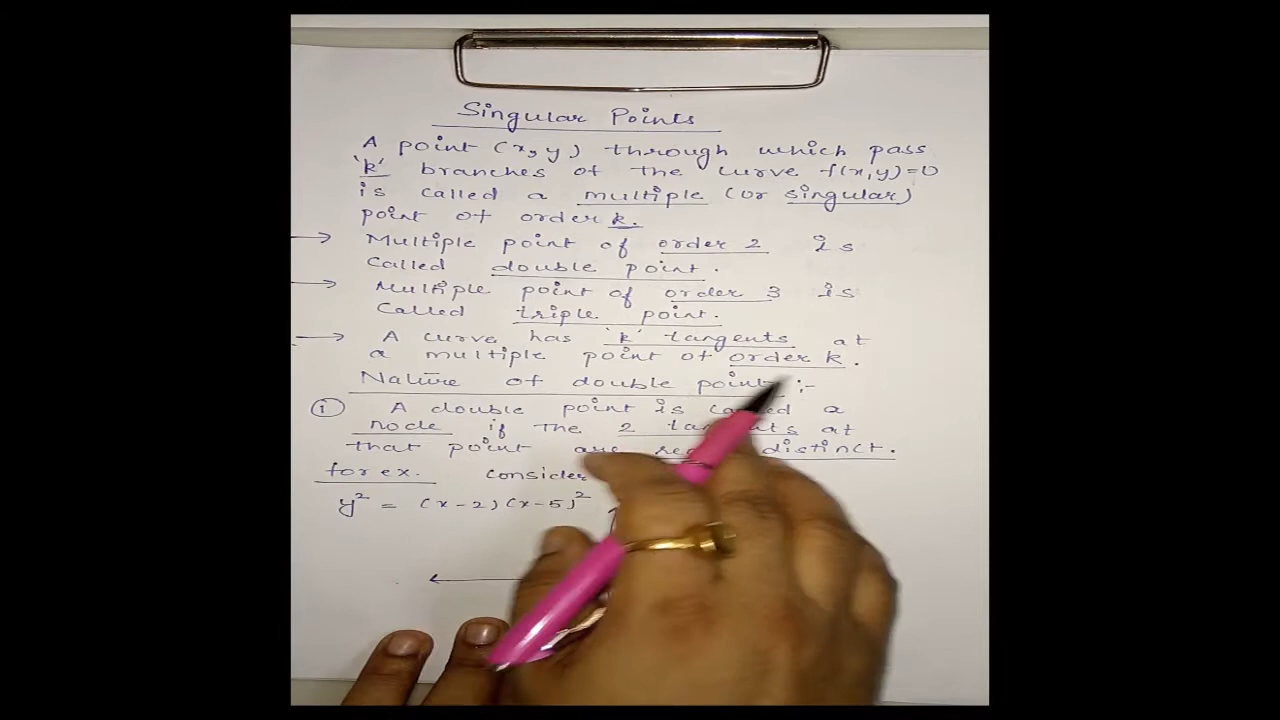 Singular Points
A point (x, y) through which pass
'k' branches of the curve f(x,y)=0
is called a multiple (or singular)
point of order k.
→ Multiple point of order 2 is
called double point.
→ Multiple point of order 3 is
called triple point.
→ A curve has 'k' tangents at
a multiple point of order k.
Nature of double point :-
(i) A double point is called a
node if the 2 tangents at
that point are distinct.
for ex. consider
y² = (x-2)(x-5)²